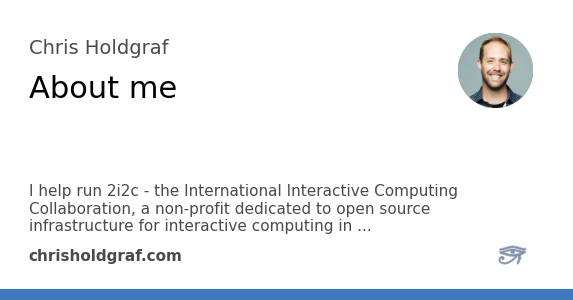 Chris Holdgraf
About me
I help run 2i2c - the International Interactive Computing
Collaboration, a non-profit dedicated to open source
infrastructure for interactive computing in ...
chrisholdgraf.com